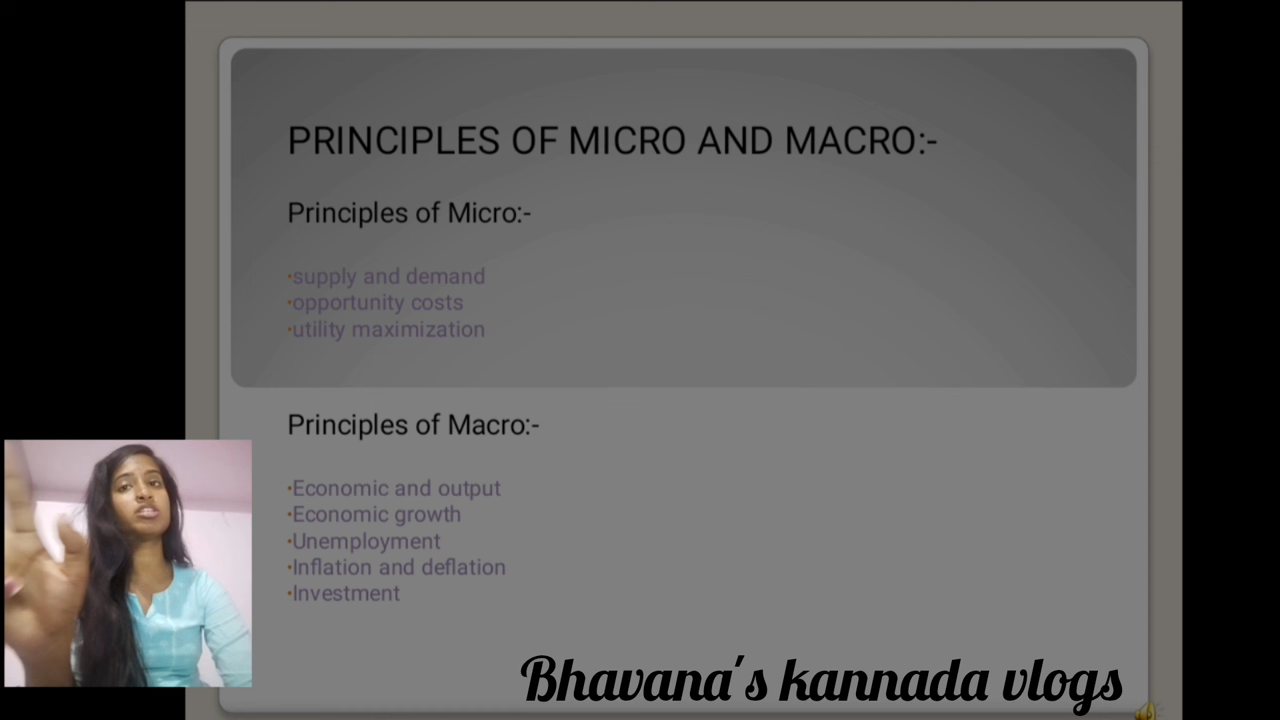 PRINCIPLES OF MICRO AND MACRO:-
Principles of Micro:-
•supply and demand
•opportunity costs
•utility maximization
Principles of Macro:-
•Economic and output
•Economic growth
•Unemployment
•Inflation and deflation
•Investment
Bhavana's kannada vlogs